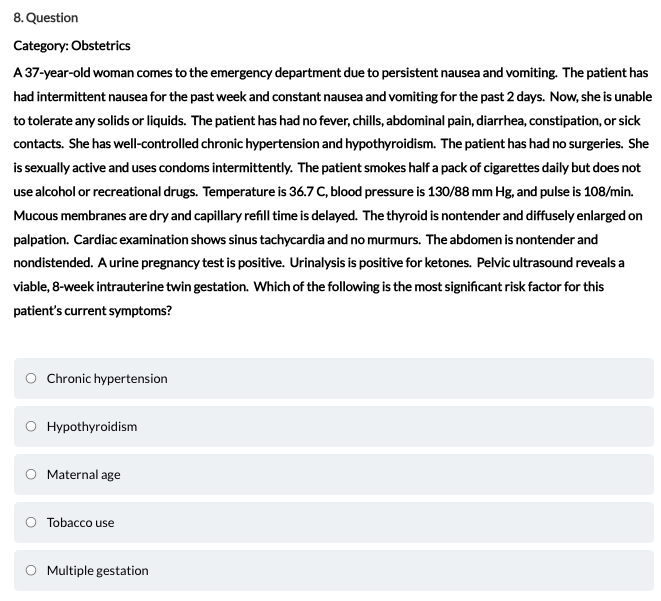 8. Question
Category: Obstetrics
A 37-year-old woman comes to the emergency department due to persistent nausea and vomiting. The patient has
had intermittent nausea for the past week and constant nausea and vomiting for the past 2 days. Now, she is unable
to tolerate any solids or liquids. The patient has had no fever, chills, abdominal pain, diarrhea, constipation, or sick
contacts. She has well-controlled chronic hypertension and hypothyroidism. The patient has had no surgeries. She
is sexually active and uses condoms intermittently. The patient smokes half a pack of cigarettes daily but does not
use alcohol or recreational drugs. Temperature is 36.7 C, blood pressure is 130/88 mm Hg, and pulse is 108/min.
Mucous membranes are dry and capillary refill time is delayed. The thyroid is nontender and diffusely enlarged on
palpation. Cardiac examination shows sinus tachycardia and no murmurs. The abdomen is nontender and
nondistended. A urine pregnancy test is positive. Urinalysis is positive for ketones. Pelvic ultrasound reveals a
viable, 8-week intrauterine twin gestation. Which of the following is the most significant risk factor for this
patient's current symptoms?
Chronic hypertension
Hypothyroidism
Maternal age
Tobacco use
Multiple gestation